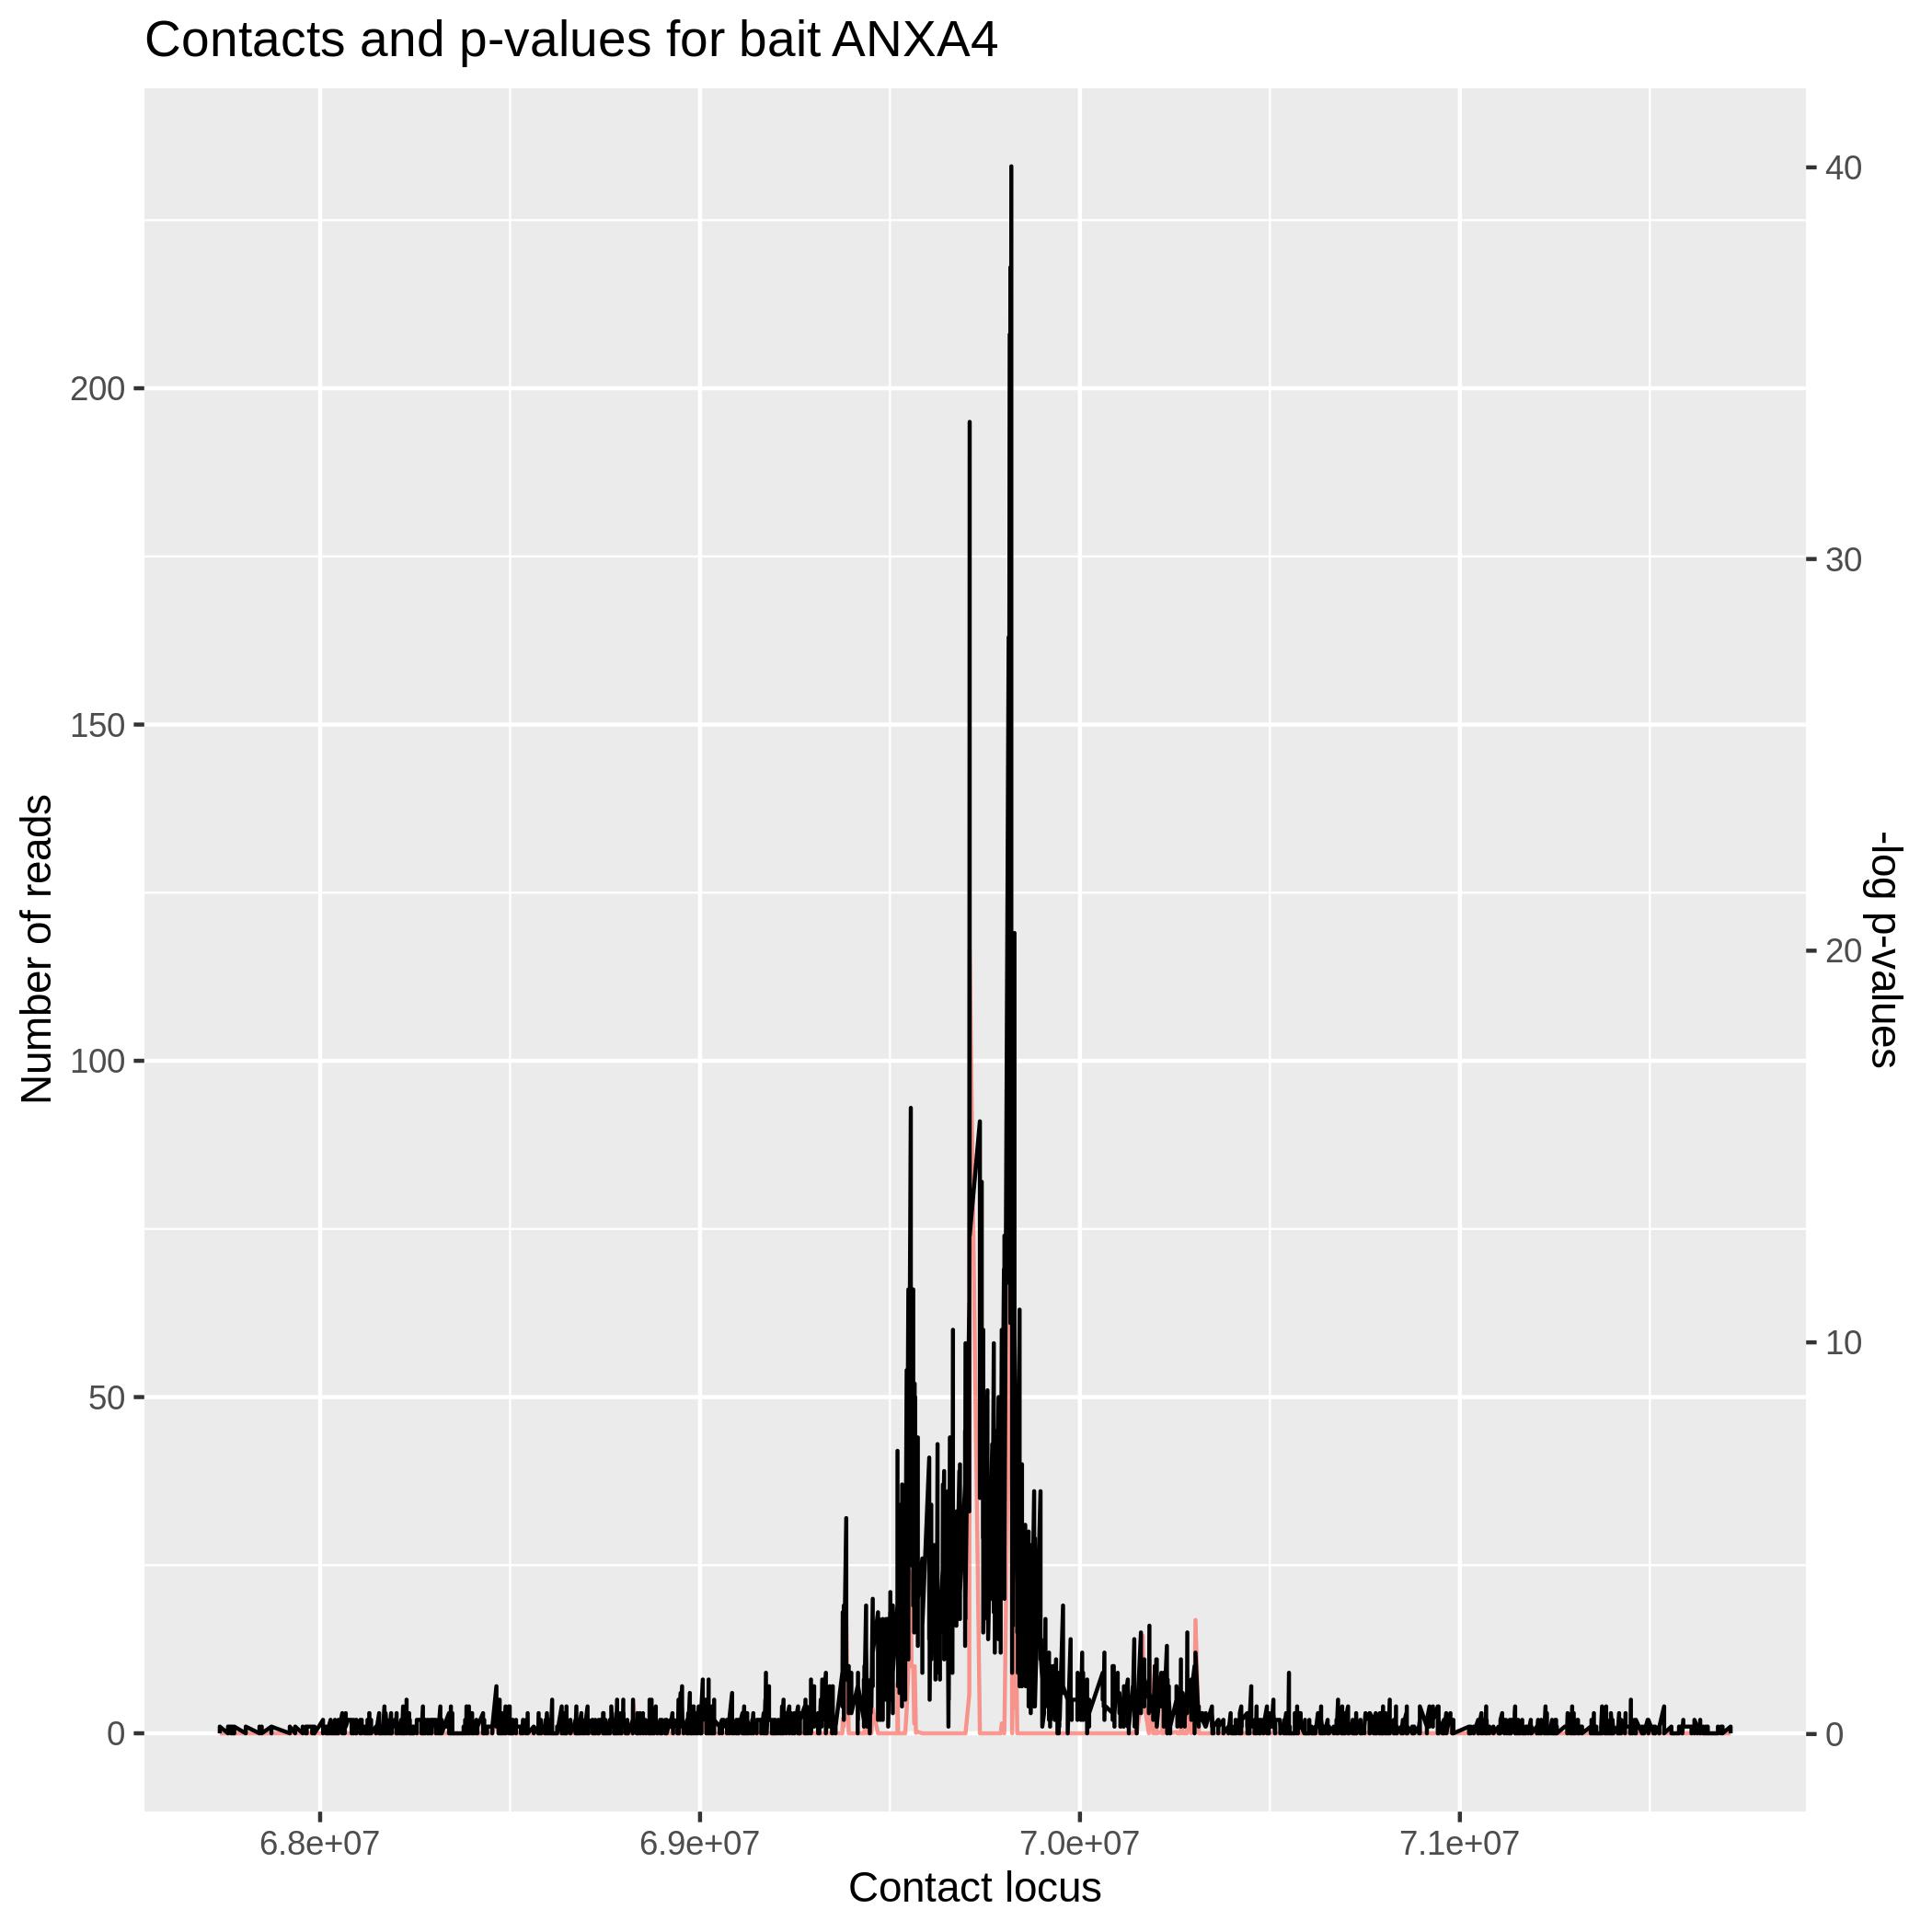 Contacts and p-values for bait ANXA4
Number of reads
200
150
100
50
0
40
30
20
10
0
-log p-values
6.8e+07 6.9e+07 7.0e+07 7.1e+07
Contact locus